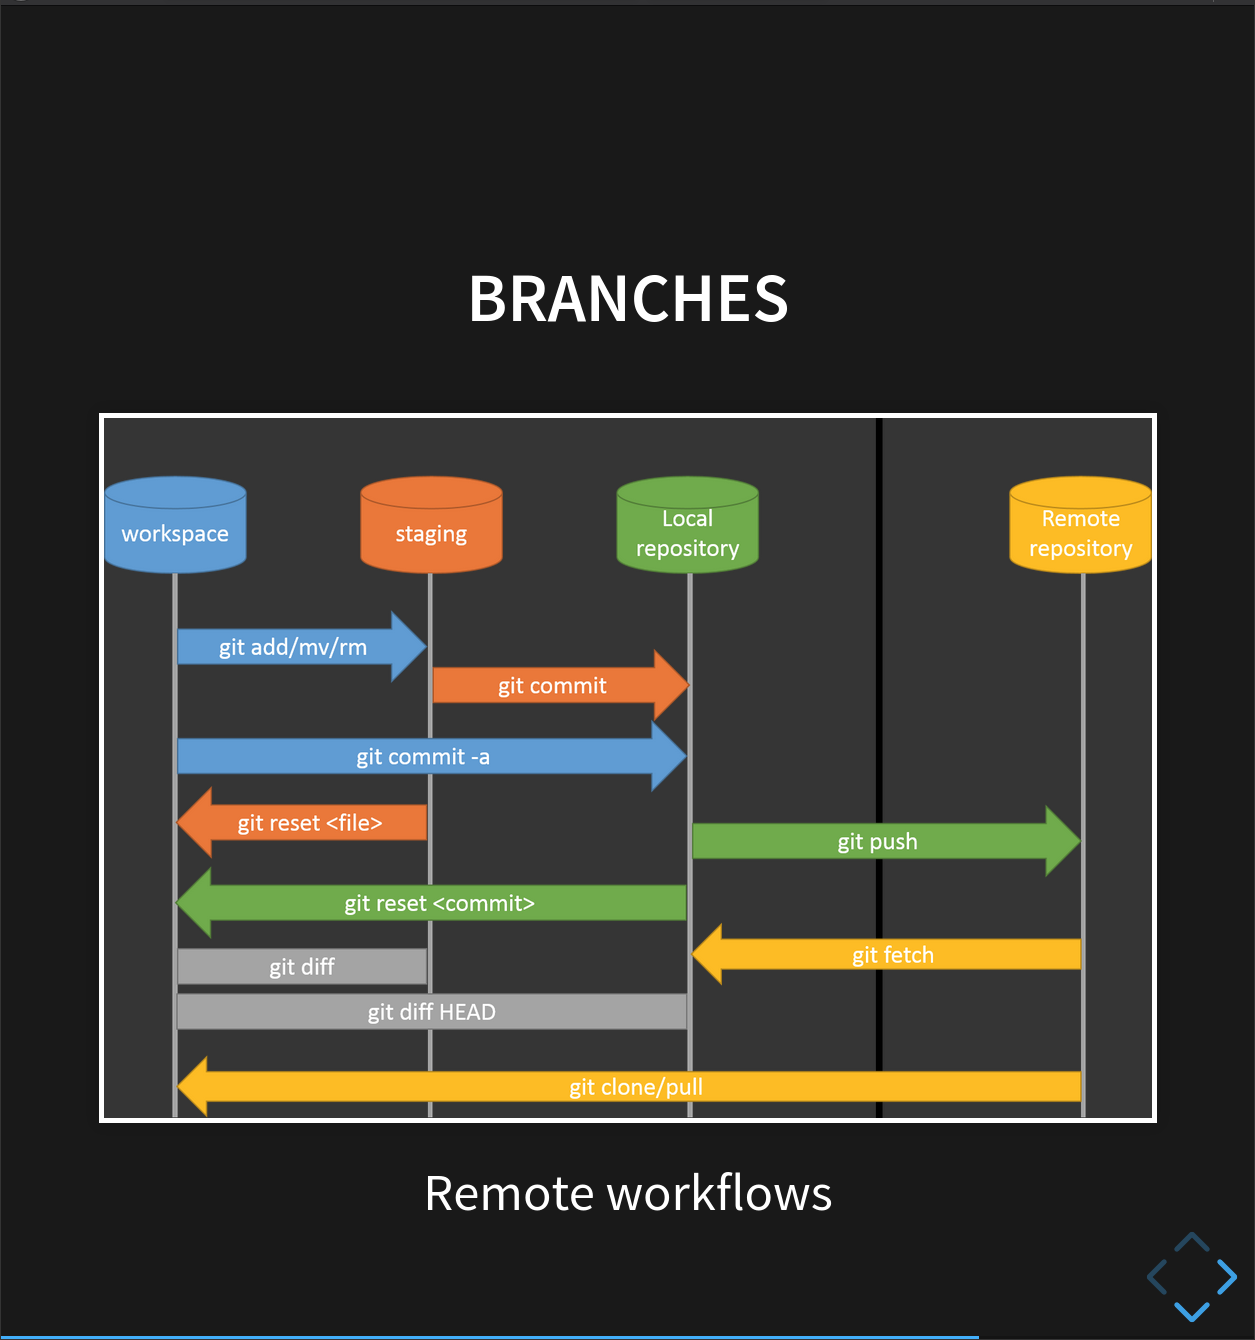 BRANCHES
workspace
staging
Local
repository
Remote
repository
git add/mv/rm
git commit
git commit -a
git reset <file>
git push
git reset <commit>
git fetch
git diff
git diff HEAD
git clone/pull
Remote workflows